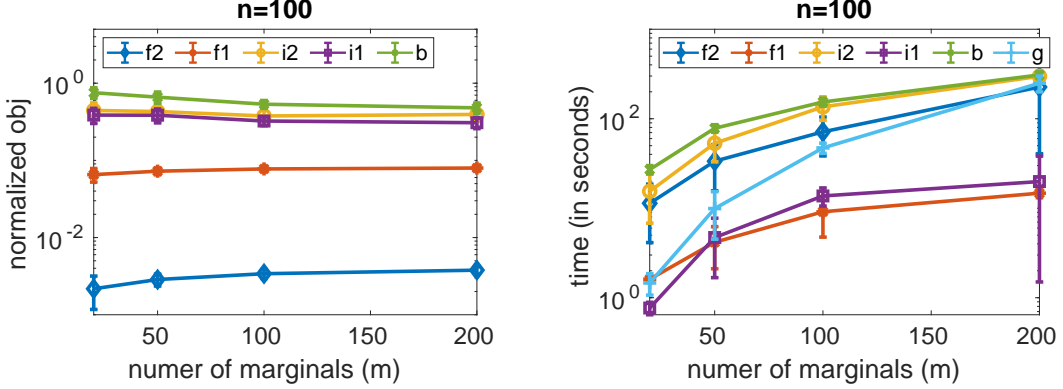 n=100
f2 f1 i2 i1 b
normalized obj
10^0
10^-2
50 100 150 200
numer of marginals (m)
n=100
f2 f1 i2 i1 b g
time (in seconds)
10^2
10^0
50 100 150 200
numer of marginals (m)